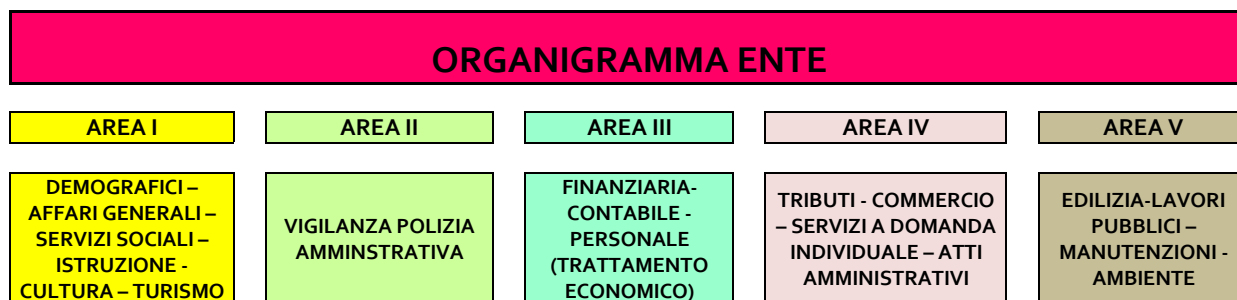 ORGANIGRAMMA ENTE
AREA I
AREA II
AREA III
AREA IV
AREA V
DEMOGRAFICI –
AFFARI GENERALI –
SERVIZI SOCIALI –
ISTRUZIONE -
CULTURA – TURISMO
VIGILANZA POLIZIA
AMMINSTRATIVA
FINANZIARIA-
CONTABILE -
PERSONALE
(TRATTAMENTO
ECONOMICO)
TRIBUTI - COMMERCIO
– SERVIZI A DOMANDA
INDIVIDUALE – ATTI
AMMINISTRATIVI
EDILIZIA-LAVORI
PUBBLICI –
MANUTENZIONI -
AMBIENTE